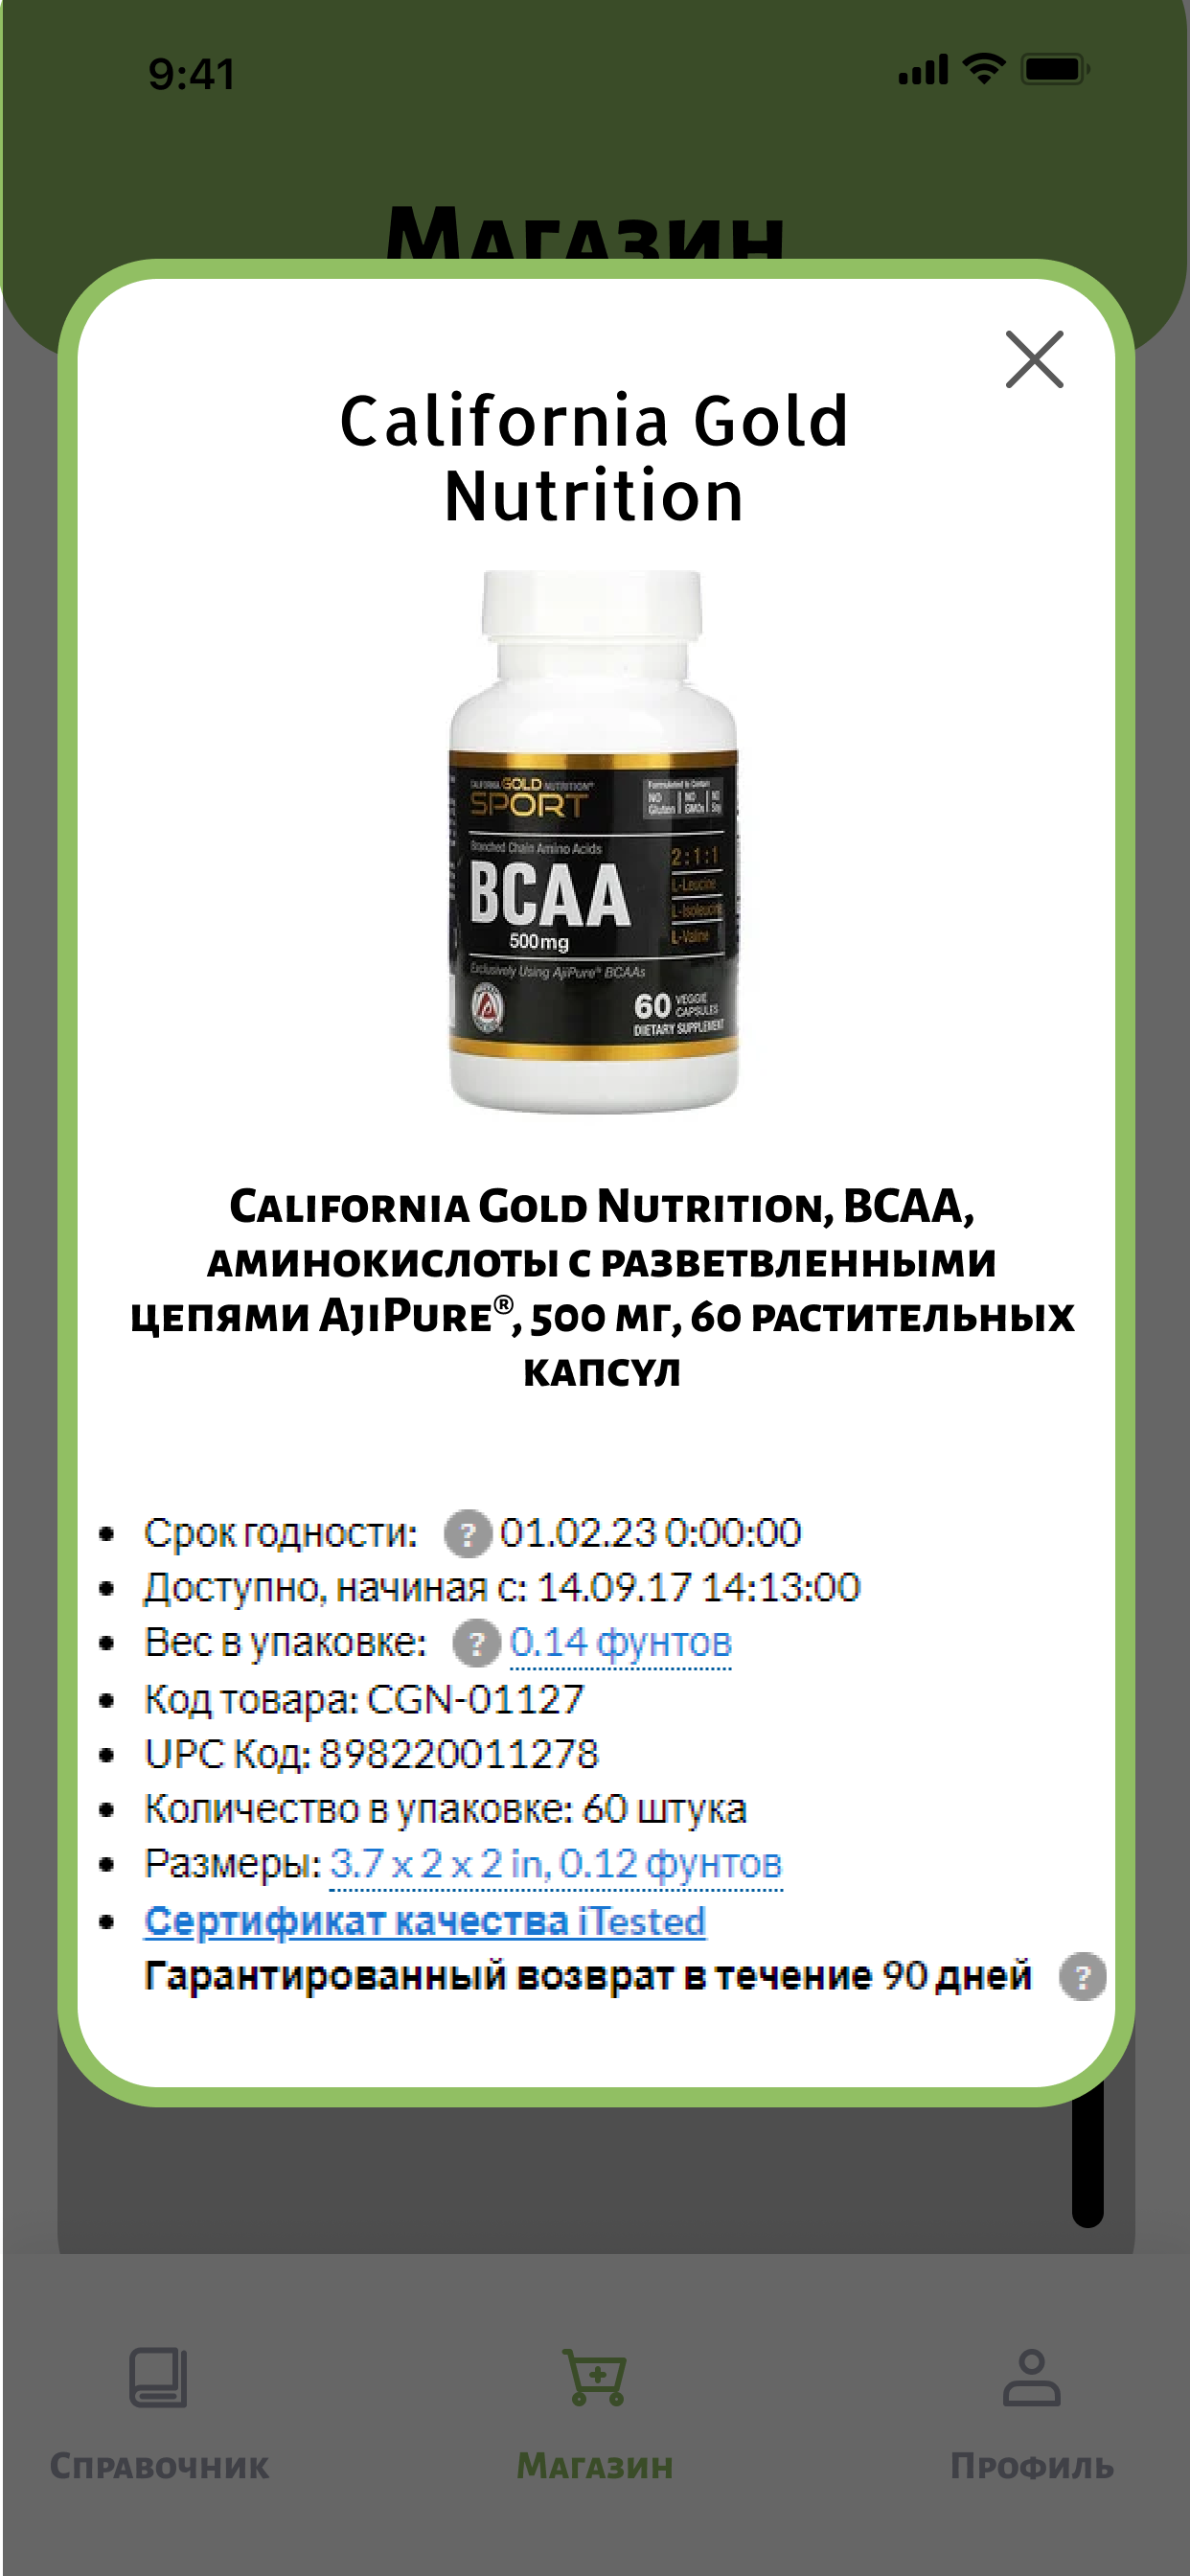 9:41
Магазин
California Gold
Nutrition
CALIFORNIA GOLD NUTRITION®
SPORT
Formulated to Contain
NO Gluten | NO GMOs | NO Soy
Branched Chain Amino Acids
BCAA
500mg
2:1:1
L-Leucine
L-Isoleucine
L-Valine
Exclusively Using AjiPure® BCAAs
60 VEGGIE CAPSULES
DIETARY SUPPLEMENT
California Gold Nutrition, BCAA,
аминокислоты с разветвленными
цепями AjiPure®, 500 мг, 60 растительных
капсул
Срок годности: ? 01.02.23 0:00:00
Доступно, начиная с: 14.09.17 14:13:00
Вес в упаковке: ? 0.14 фунтов
Код товара: CGN-01127
UPC Код: 898220011278
Количество в упаковке: 60 штука
Размеры: 3.7 x 2 x 2 in, 0.12 фунтов
Сертификат качества iTested
Гарантированный возврат в течение 90 дней ?
Справочник
Магазин
Профиль